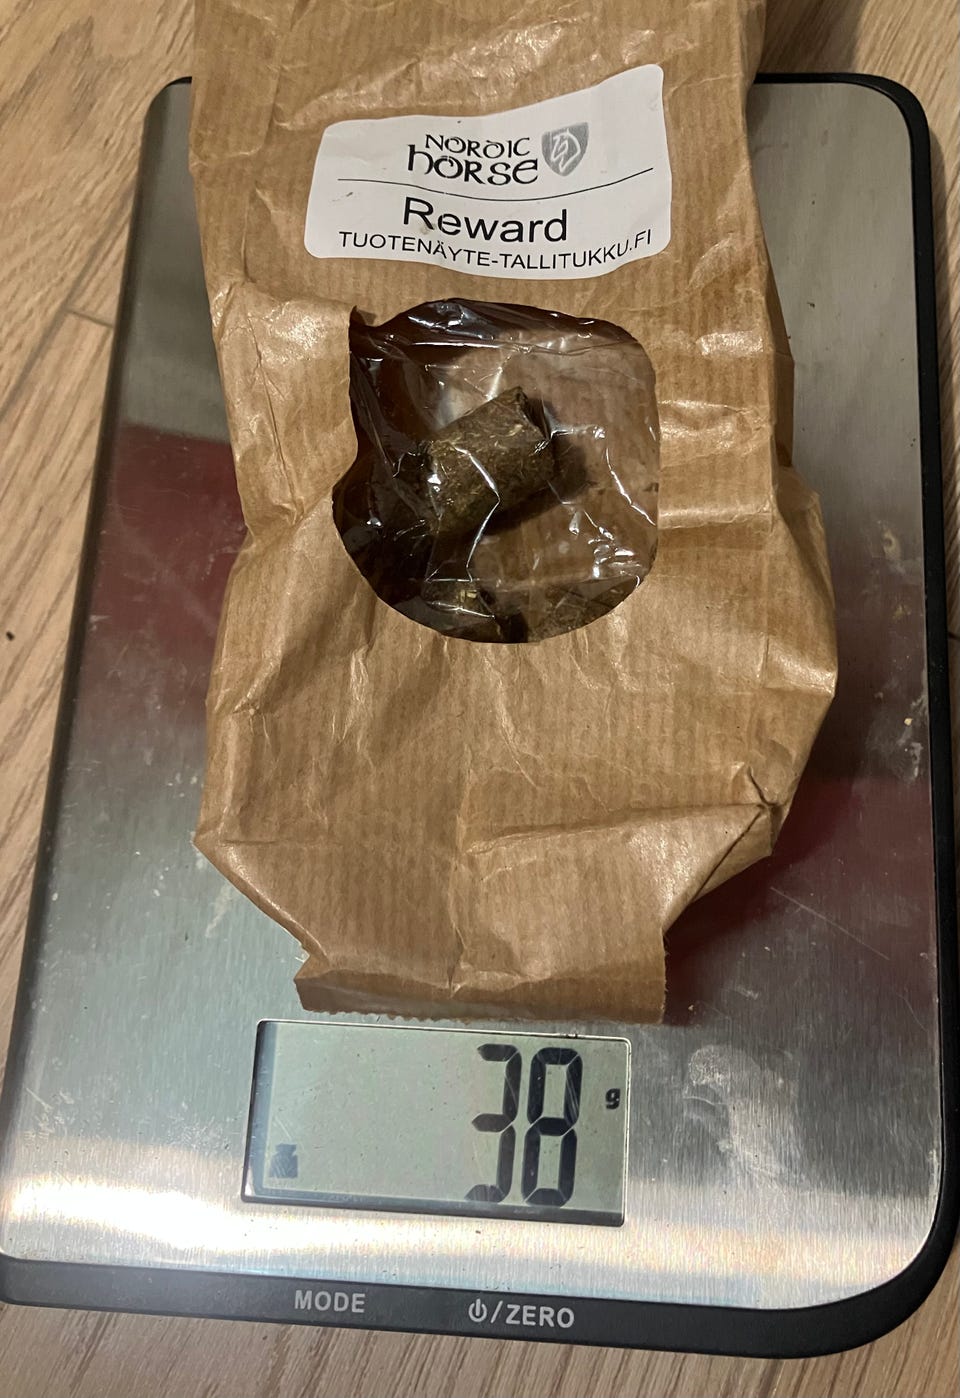 NORDIC
HORSE
Reward
TUOTENÄYTE-TALLITUKKU.FI
38 g
MODE
/ZERO